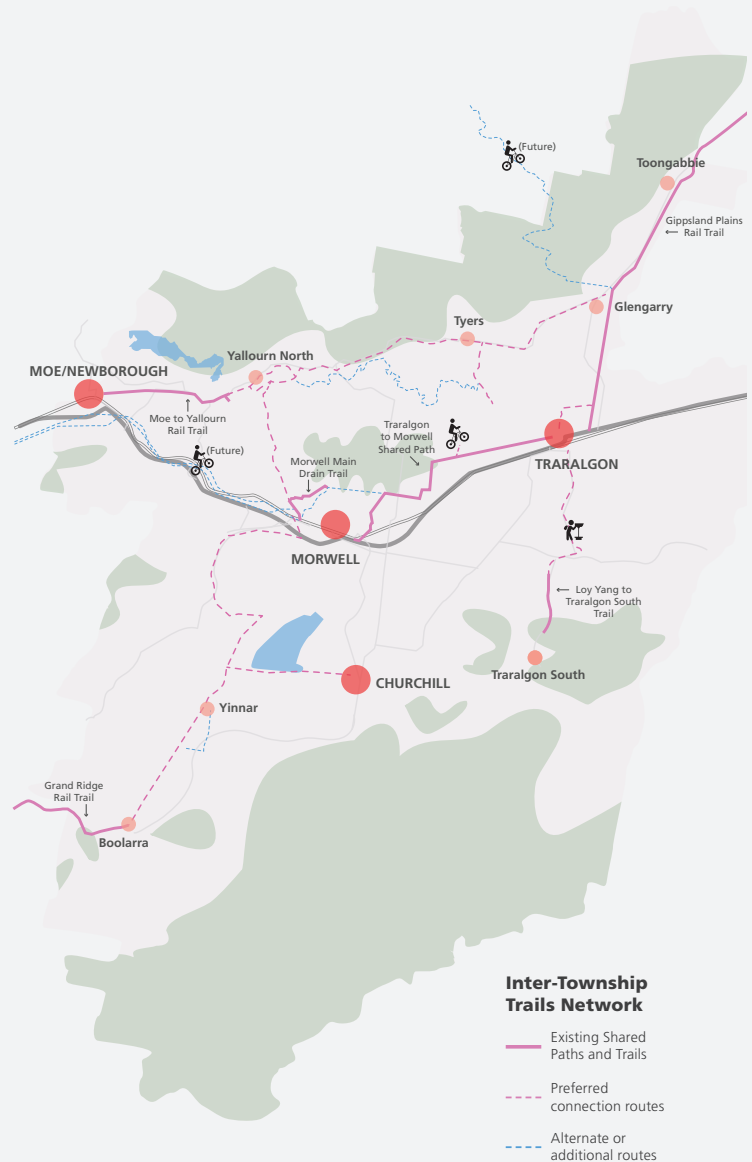 (Future)
Toongabbie
Gippsland Plains
Rail Trail
Glengarry
Tyers
Yallourn North
MOE/NEWBOROUGH
Moe to Yallourn
Rail Trail
(Future)
Traralgon
to Morwell
Shared Path
Morwell Main
Drain Trail
TRARALGON
MORWELL
Loy Yang to
Traralgon South
Trail
Traralgon South
CHURCHILL
Yinnar
Grand Ridge
Rail Trail
Boolarra
Inter-Township
Trails Network
Existing Shared
Paths and Trails
Preferred
connection routes
Alternate or
additional routes